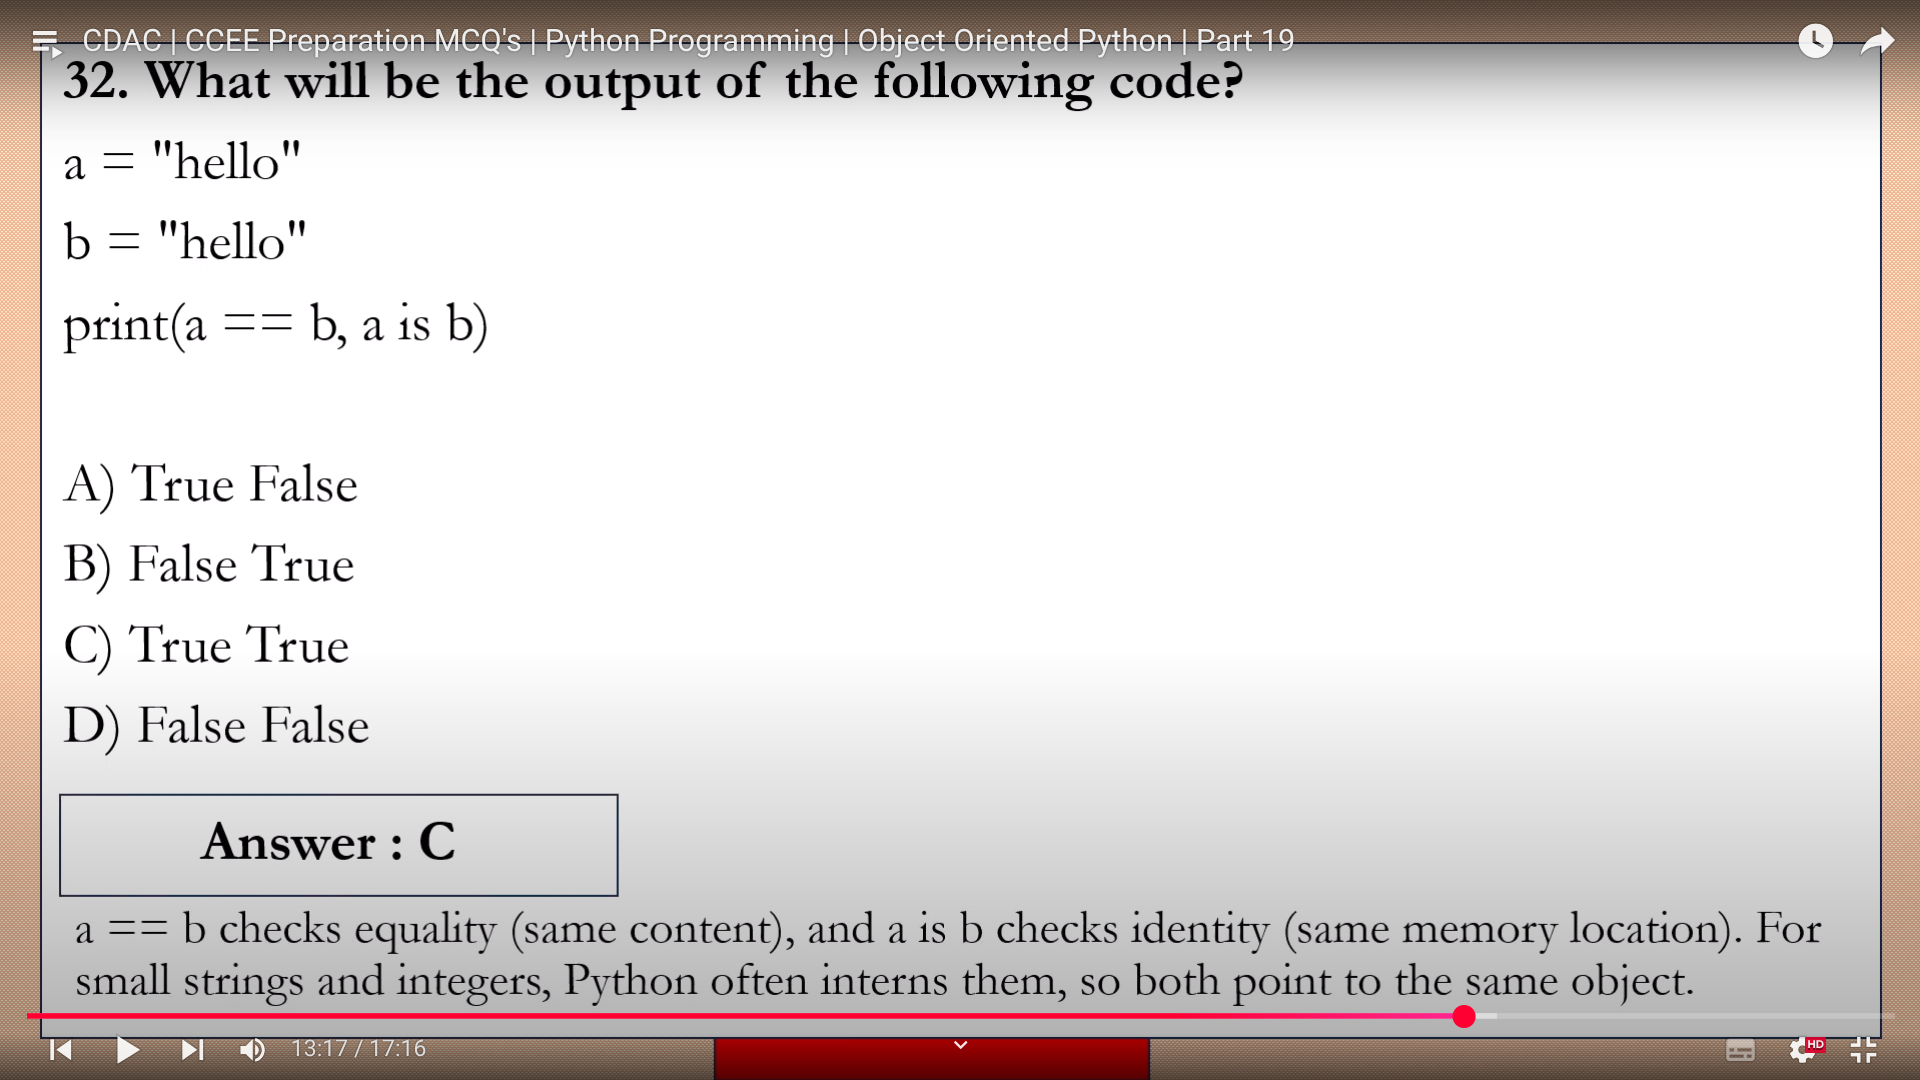 CDAC | CCEE Preparation MCQ's | Python Programming | Object Oriented Python | Part 19
32. What will be the output of the following code?
a = "hello"
b = "hello"
print(a == b, a is b)
A) True False
B) False True
C) True True
D) False False
Answer : C
a == b checks equality (same content), and a is b checks identity (same memory location). For
small strings and integers, Python often interns them, so both point to the same object.
13:17 / 17:16
HD